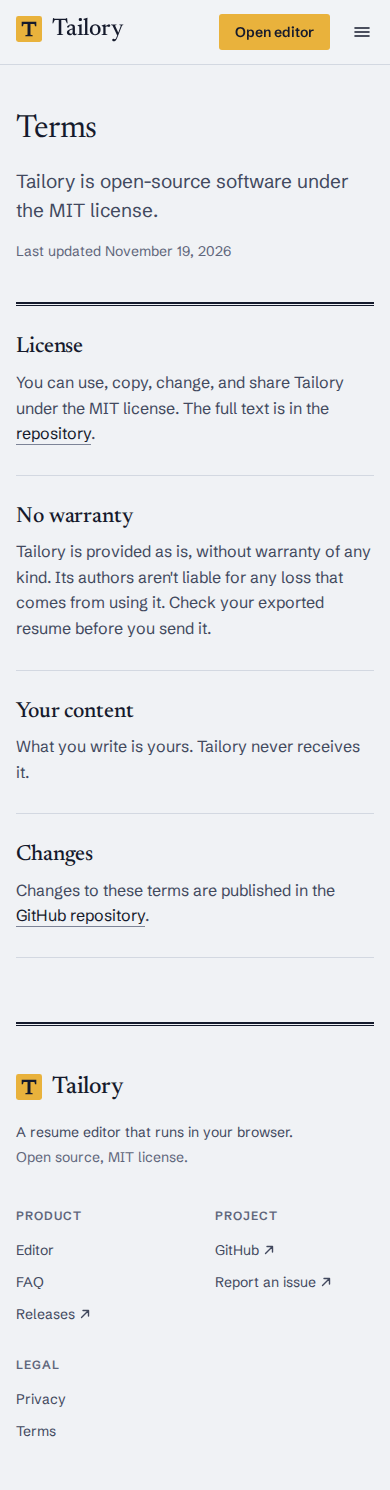 T Tailory
Open editor
Terms
Tailory is open-source software under
the MIT license.
Last updated November 19, 2026
License
You can use, copy, change, and share Tailory
under the MIT license. The full text is in the
repository.
No warranty
Tailory is provided as is, without warranty of any
kind. Its authors aren't liable for any loss that
comes from using it. Check your exported
resume before you send it.
Your content
What you write is yours. Tailory never receives
it.
Changes
Changes to these terms are published in the
GitHub repository.
T Tailory
A resume editor that runs in your browser.
Open source, MIT license.
PRODUCT
Editor
FAQ
Releases ↗
PROJECT
GitHub ↗
Report an issue ↗
LEGAL
Privacy
Terms